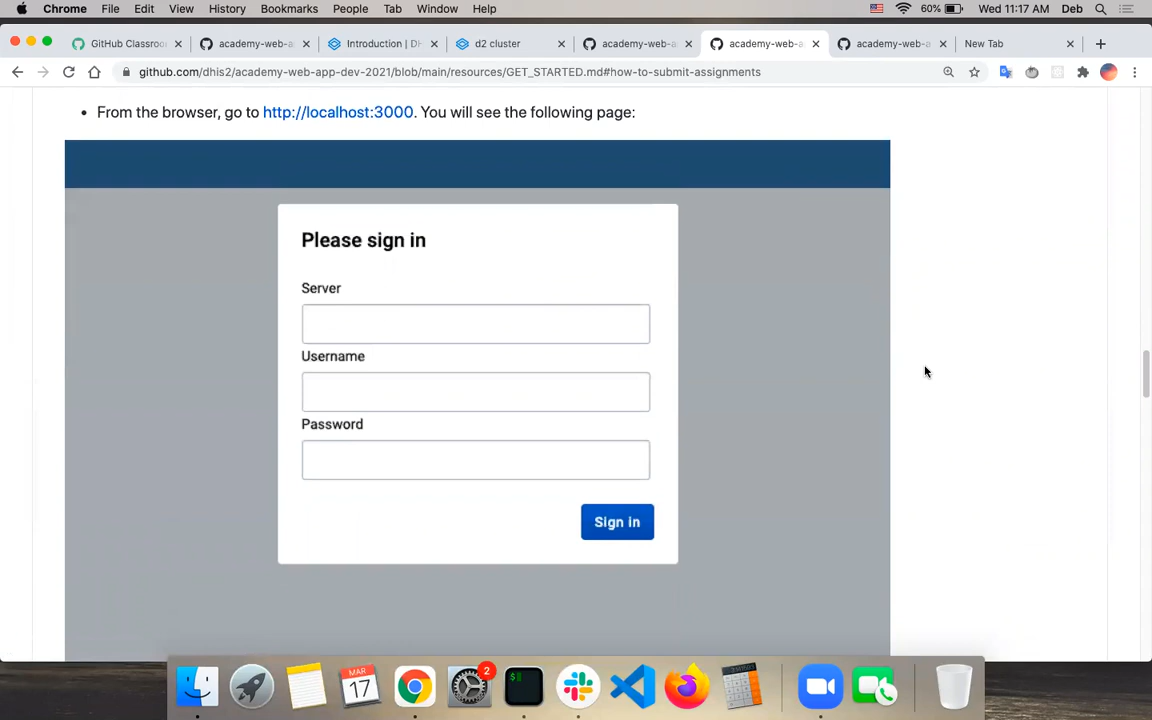 Chrome File Edit View History Bookmarks People Tab Window Help 60% Wed 11:17 AM Deb
GitHub Classroo academy-web-a Introduction | DH d2 cluster academy-web-a academy-web-a academy-web-a New Tab
github.com/dhis2/academy-web-app-dev-2021/blob/main/resources/GET_STARTED.md#how-to-submit-assignments
• From the browser, go to http://localhost:3000. You will see the following page:
Please sign in
Server
Username
Password
Sign in
MAR
17
2
$